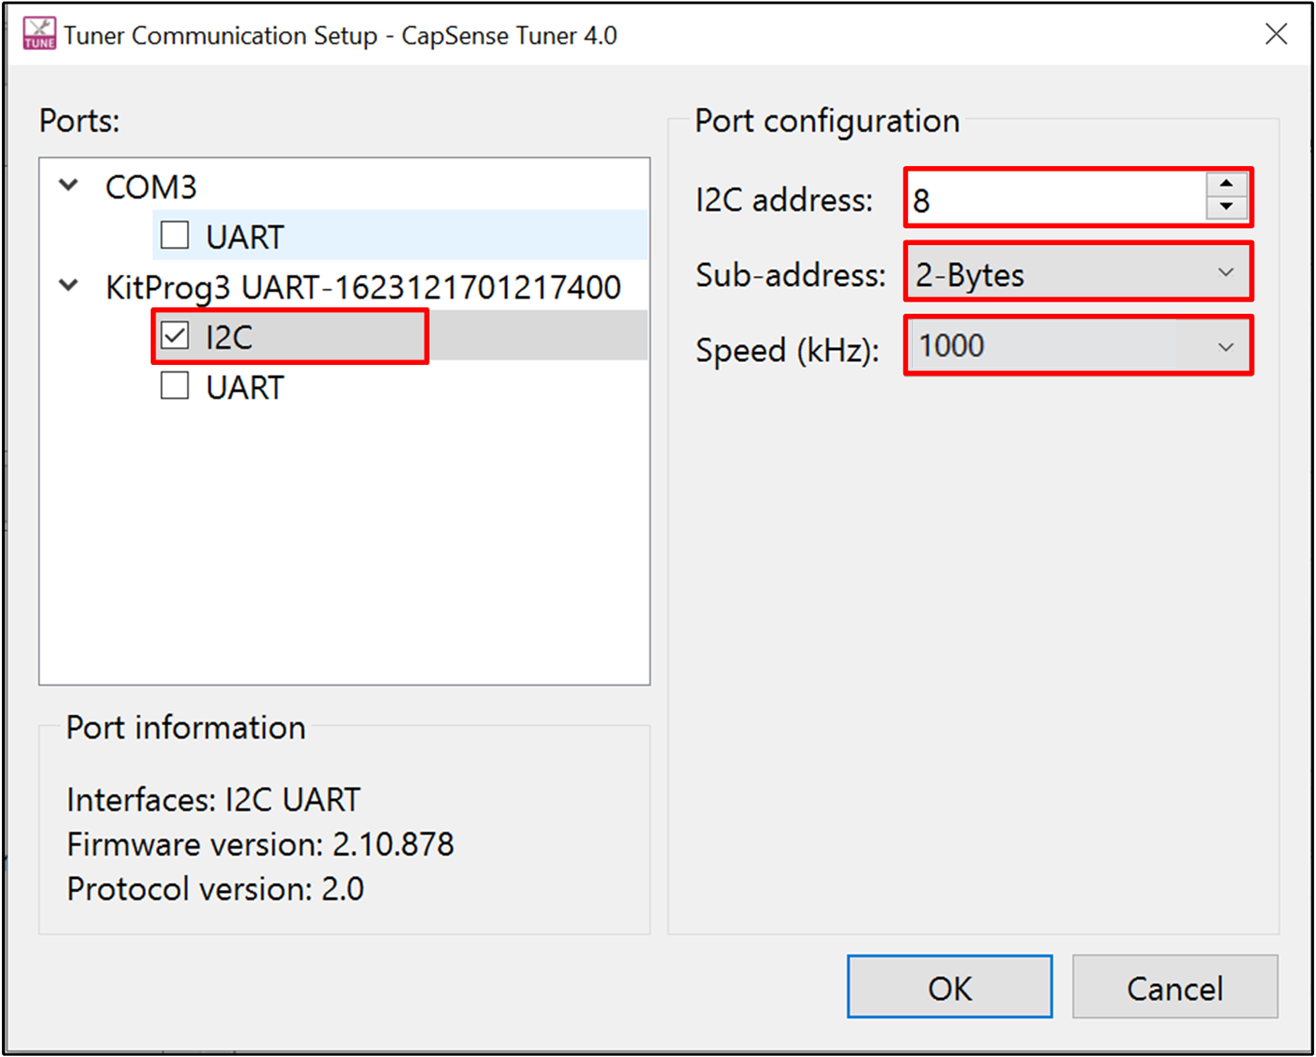 TUNE
Tuner Communication Setup - CapSense Tuner 4.0
Ports:
COM3
UART
KitProg3 UART-1623121701217400
I2C
UART
Port configuration
I2C address: 8
Sub-address: 2-Bytes
Speed (kHz): 1000
Port information
Interfaces: I2C UART
Firmware version: 2.10.878
Protocol version: 2.0
OK
Cancel